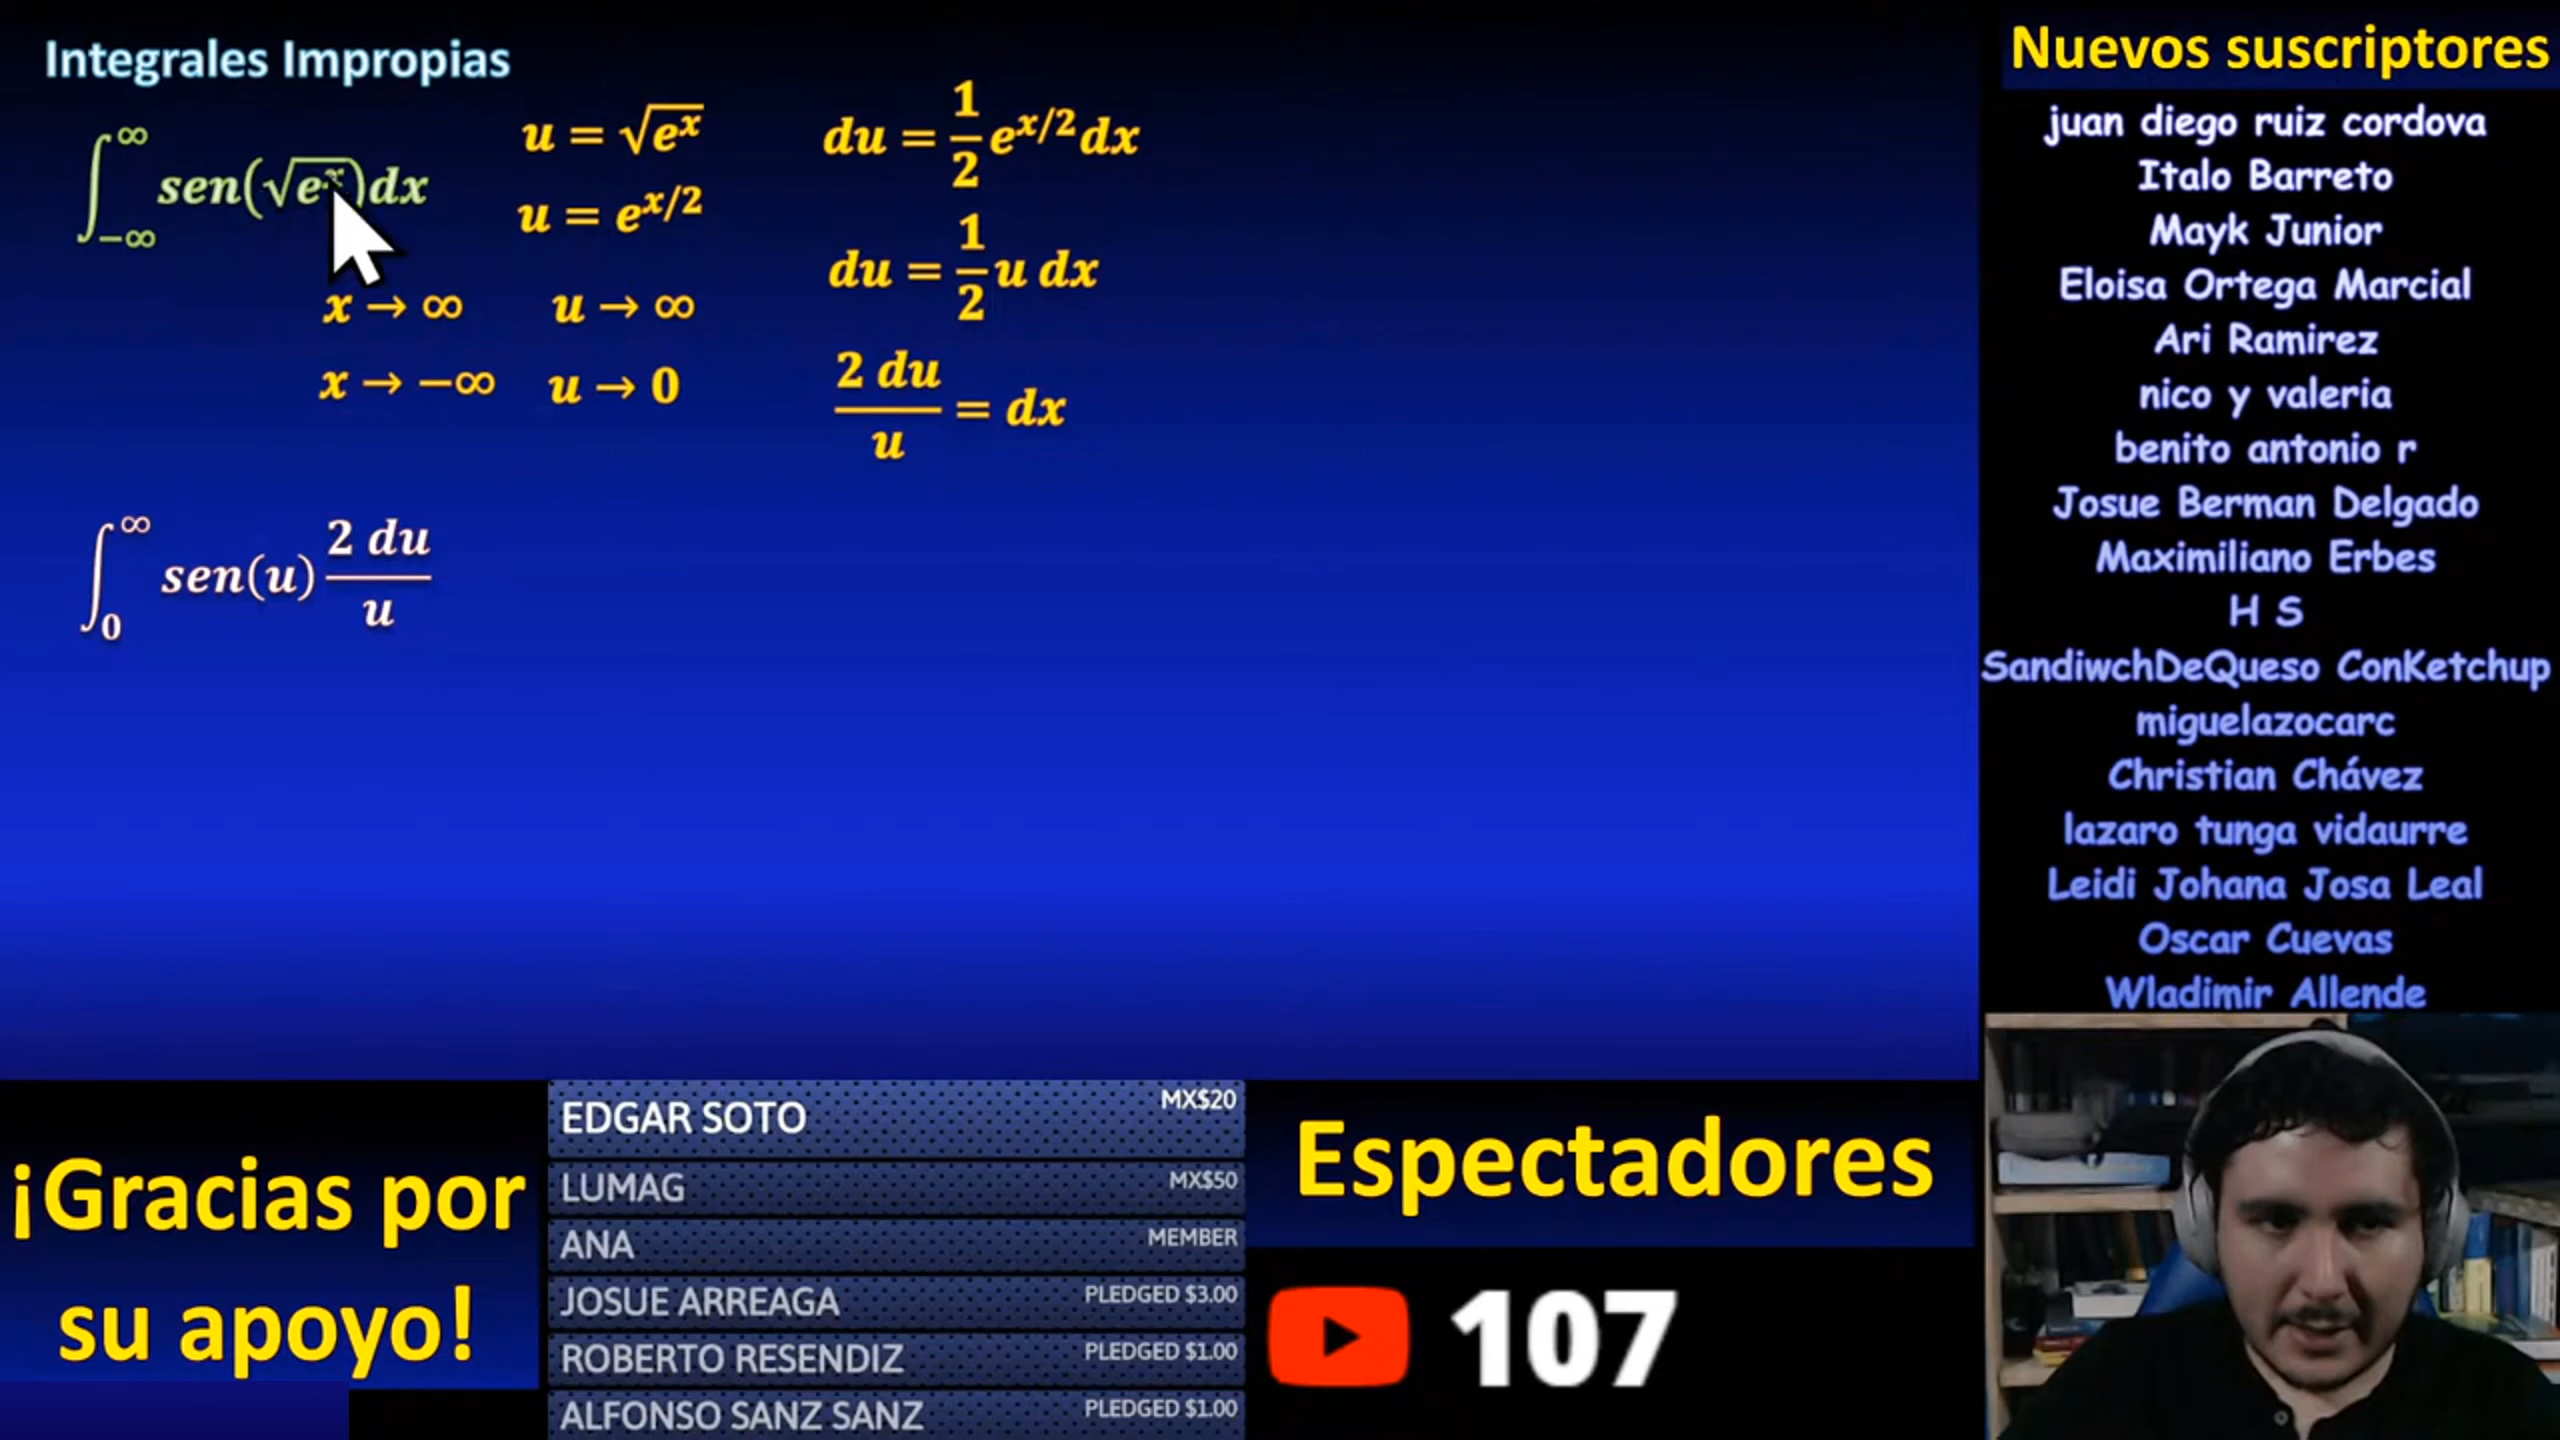 Integrales Impropias
∫_{-∞}^{∞} sen(√e^x)dx
u = √e^x
u = e^{x/2}
x → ∞ u → ∞
x → -∞ u → 0
du = 1/2 e^{x/2}dx
du = 1/2 u dx
2 du/u = dx
∫_0^∞ sen(u) 2 du/u
Nuevos suscriptores
juan diego ruiz cordova
Italo Barreto
Mayk Junior
Eloisa Ortega Marcial
Ari Ramirez
nico y valeria
benito antonio r
Josue Berman Delgado
Maximiliano Erbes
H S
SandiwchDeQueso ConKetchup
miguelazocarc
Christian Chávez
lazaro tunga vidaurre
Leidi Johana Josa Leal
Oscar Cuevas
Wladimir Allende
¡Gracias por
su apoyo!
EDGAR SOTO MX$20
LUMAG MX$50
ANA MEMBER
JOSUE ARREAGA PLEDGED $3.00
ROBERTO RESENDIZ PLEDGED $1.00
ALFONSO SANZ SANZ PLEDGED $1.00
Espectadores
107